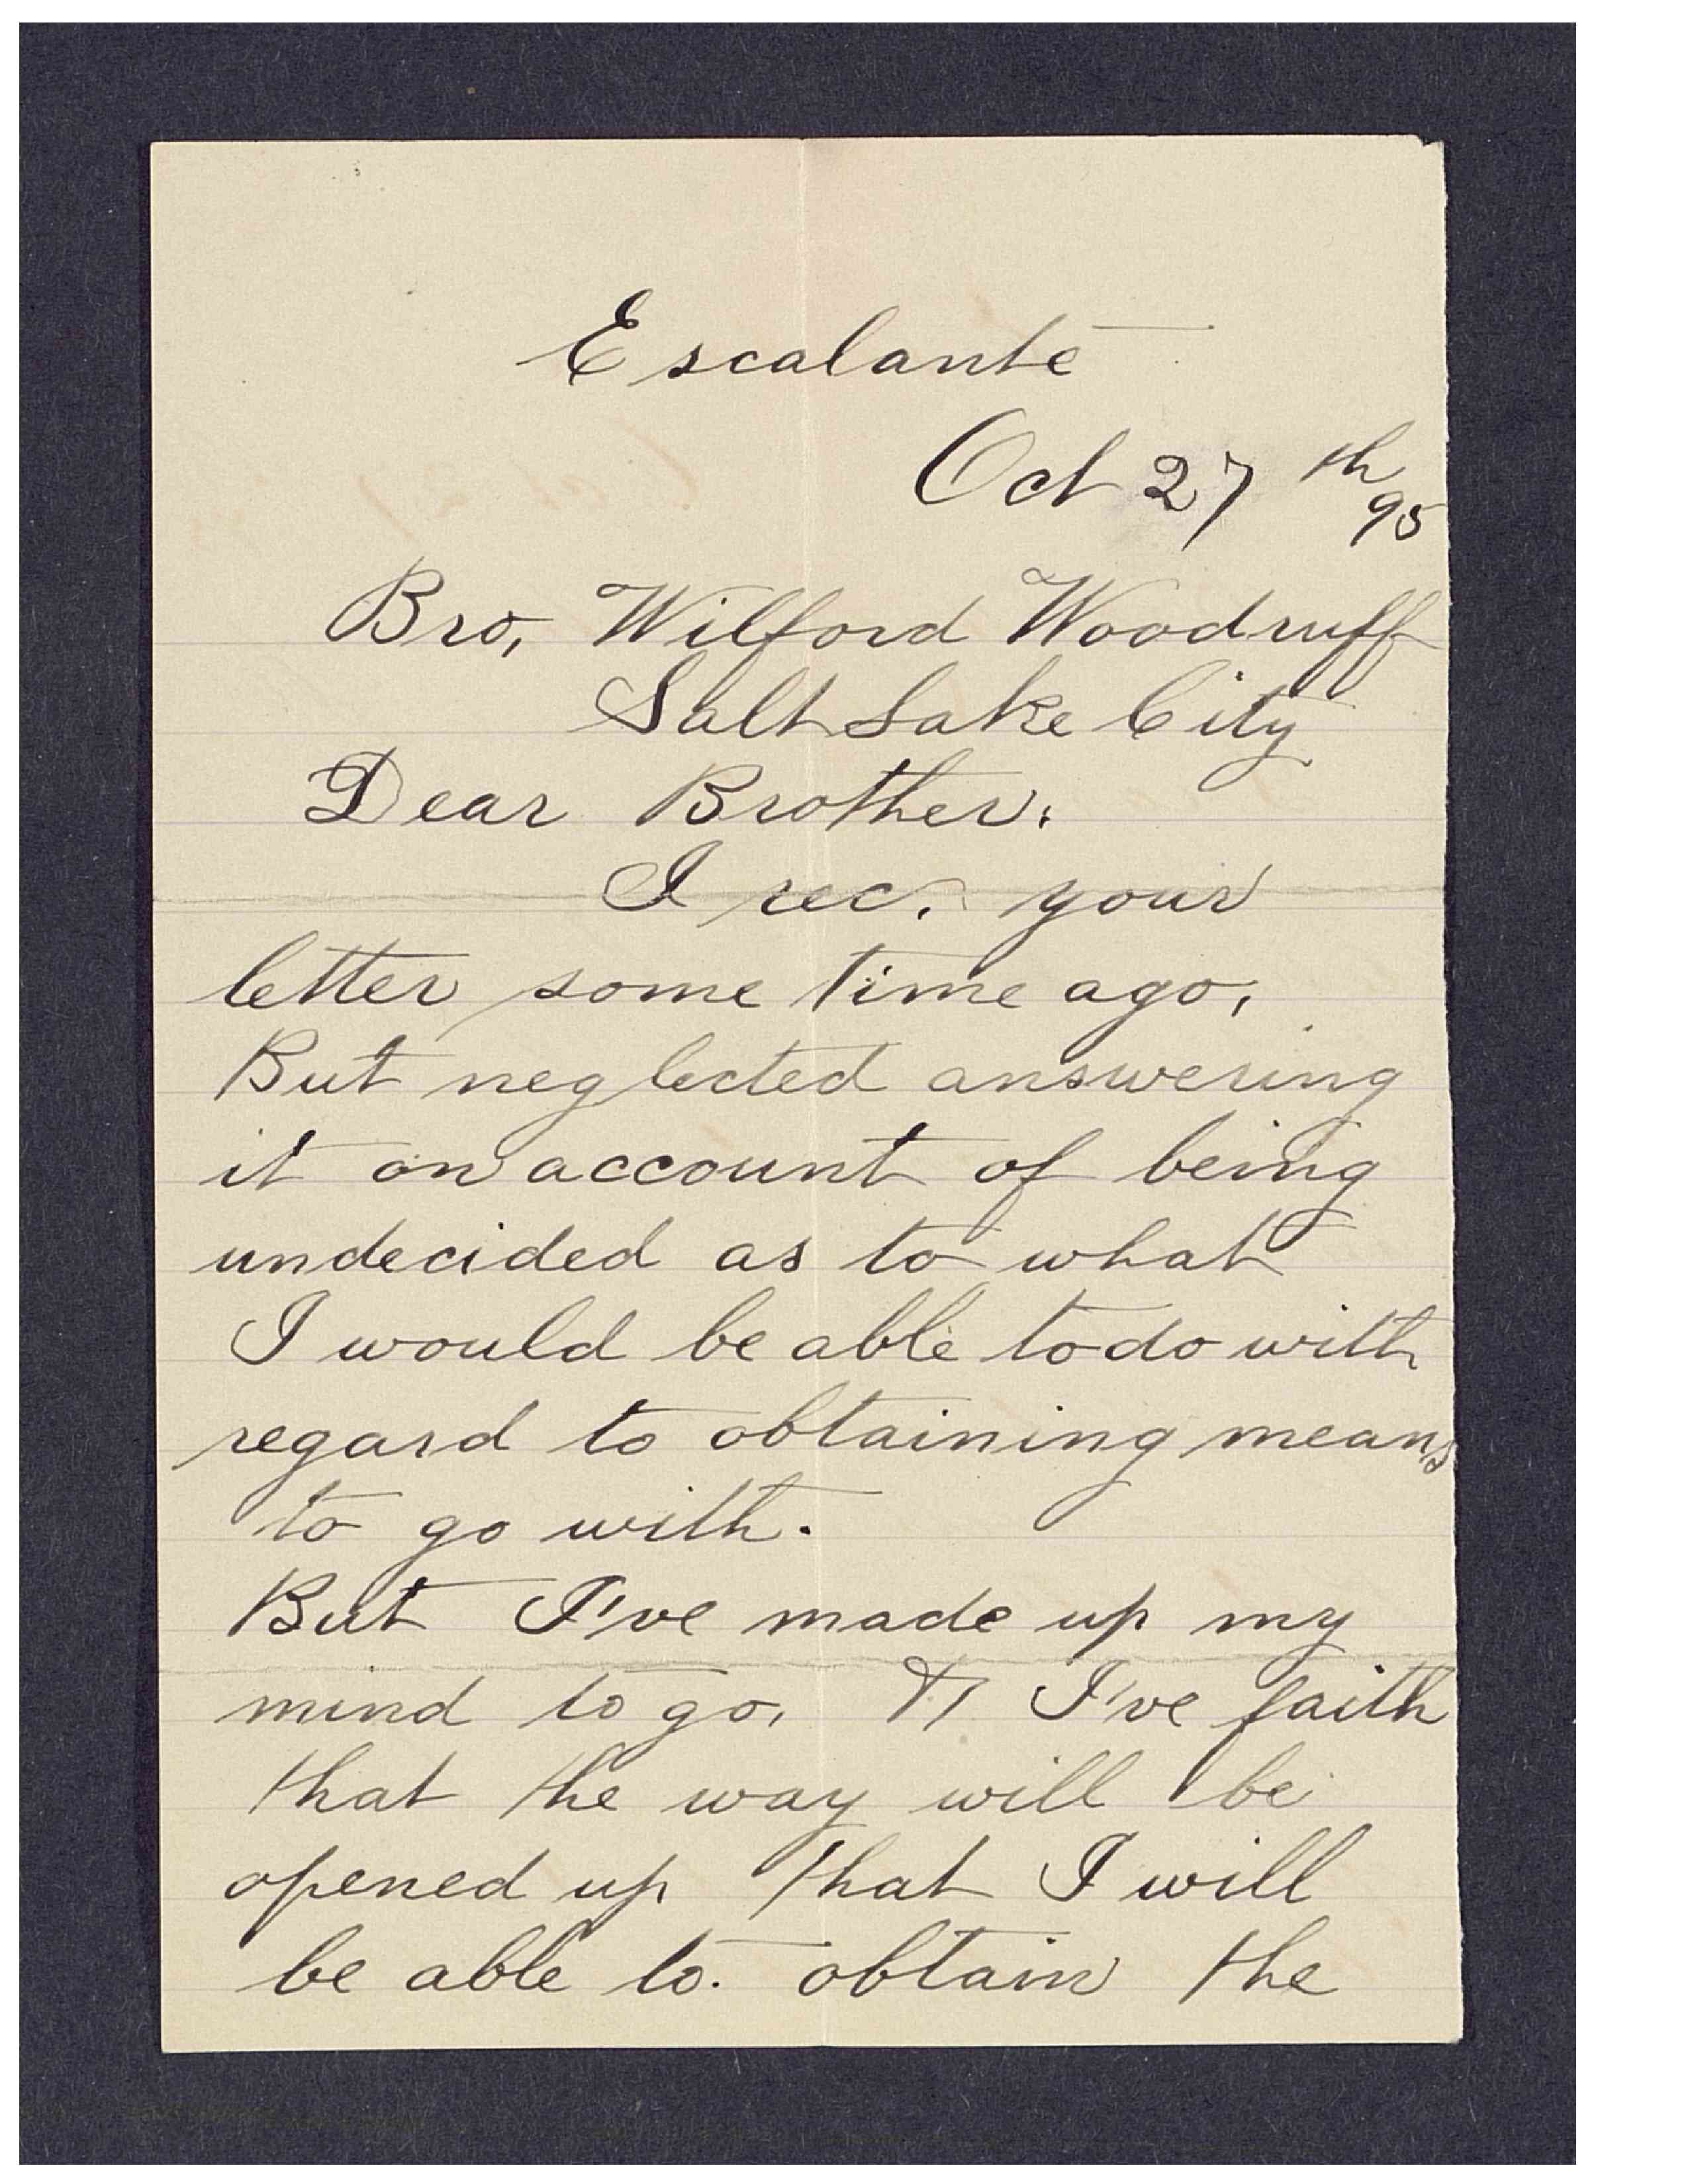 Escalante
Oct 27th 95
Bro, Wilford Woodruff
Salt Lake City
Dear Brother.
I rec. your
letter some time ago,
But neglected answering
it on account of being
undecided as to what
I would be able to do with
regard to obtaining means
to go with.
But I've made up my
mind to go, & I've faith
that the way will be
opened up that I will
be able to obtain the